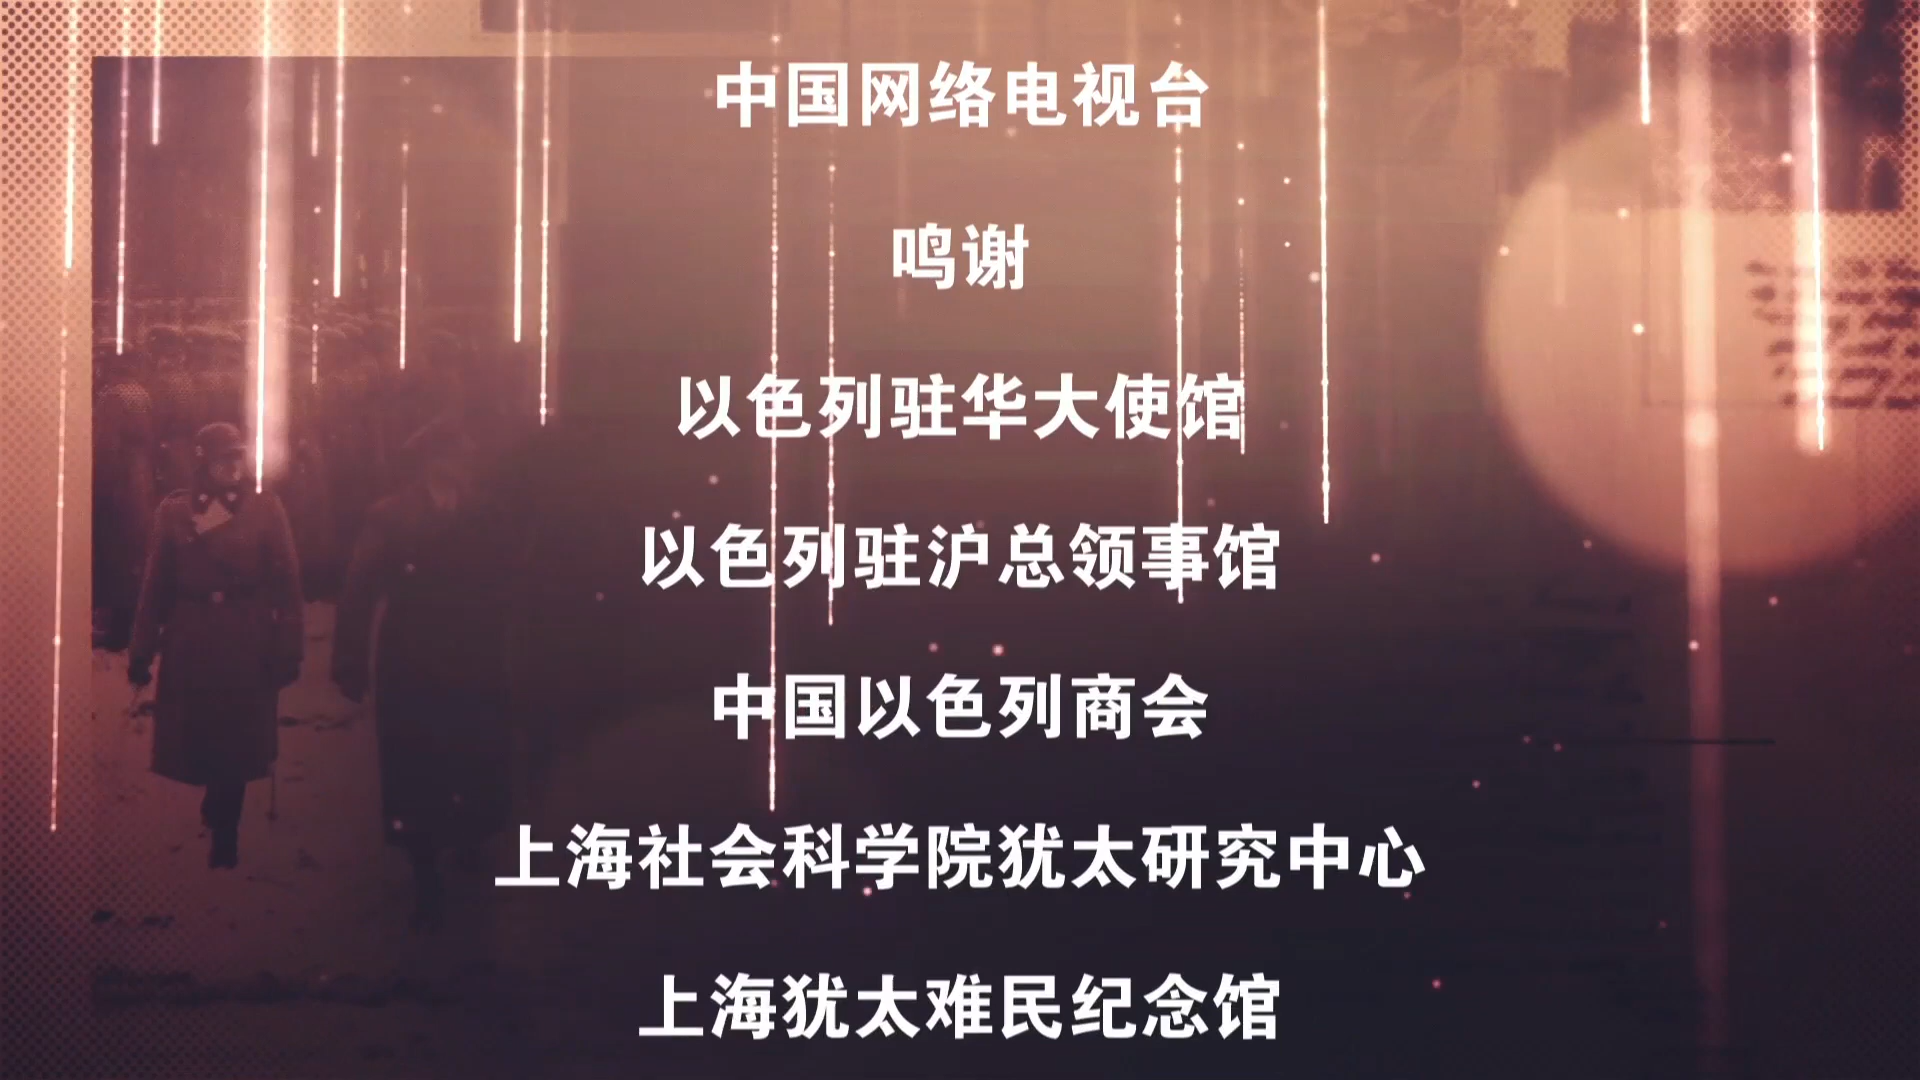 中国网络电视台
鸣谢
以色列驻华大使馆
以色列驻沪总领事馆
中国以色列商会
上海社会科学院犹太研究中心
上海犹太难民纪念馆